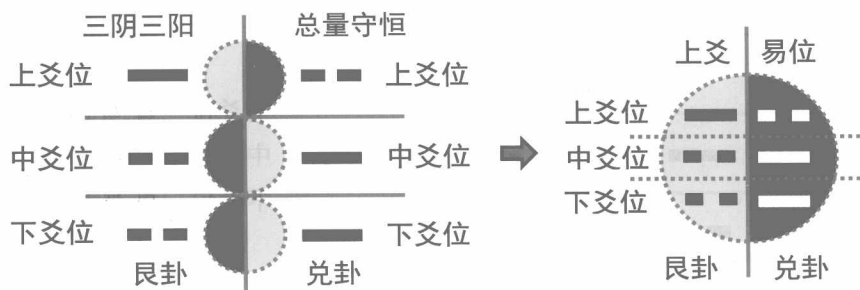 三阴三阳 总量守恒
上爻位 上爻位
中爻位 中爻位
下爻位 下爻位
艮卦 兑卦
上爻 易位
上爻位
中爻位
下爻位
艮卦 兑卦